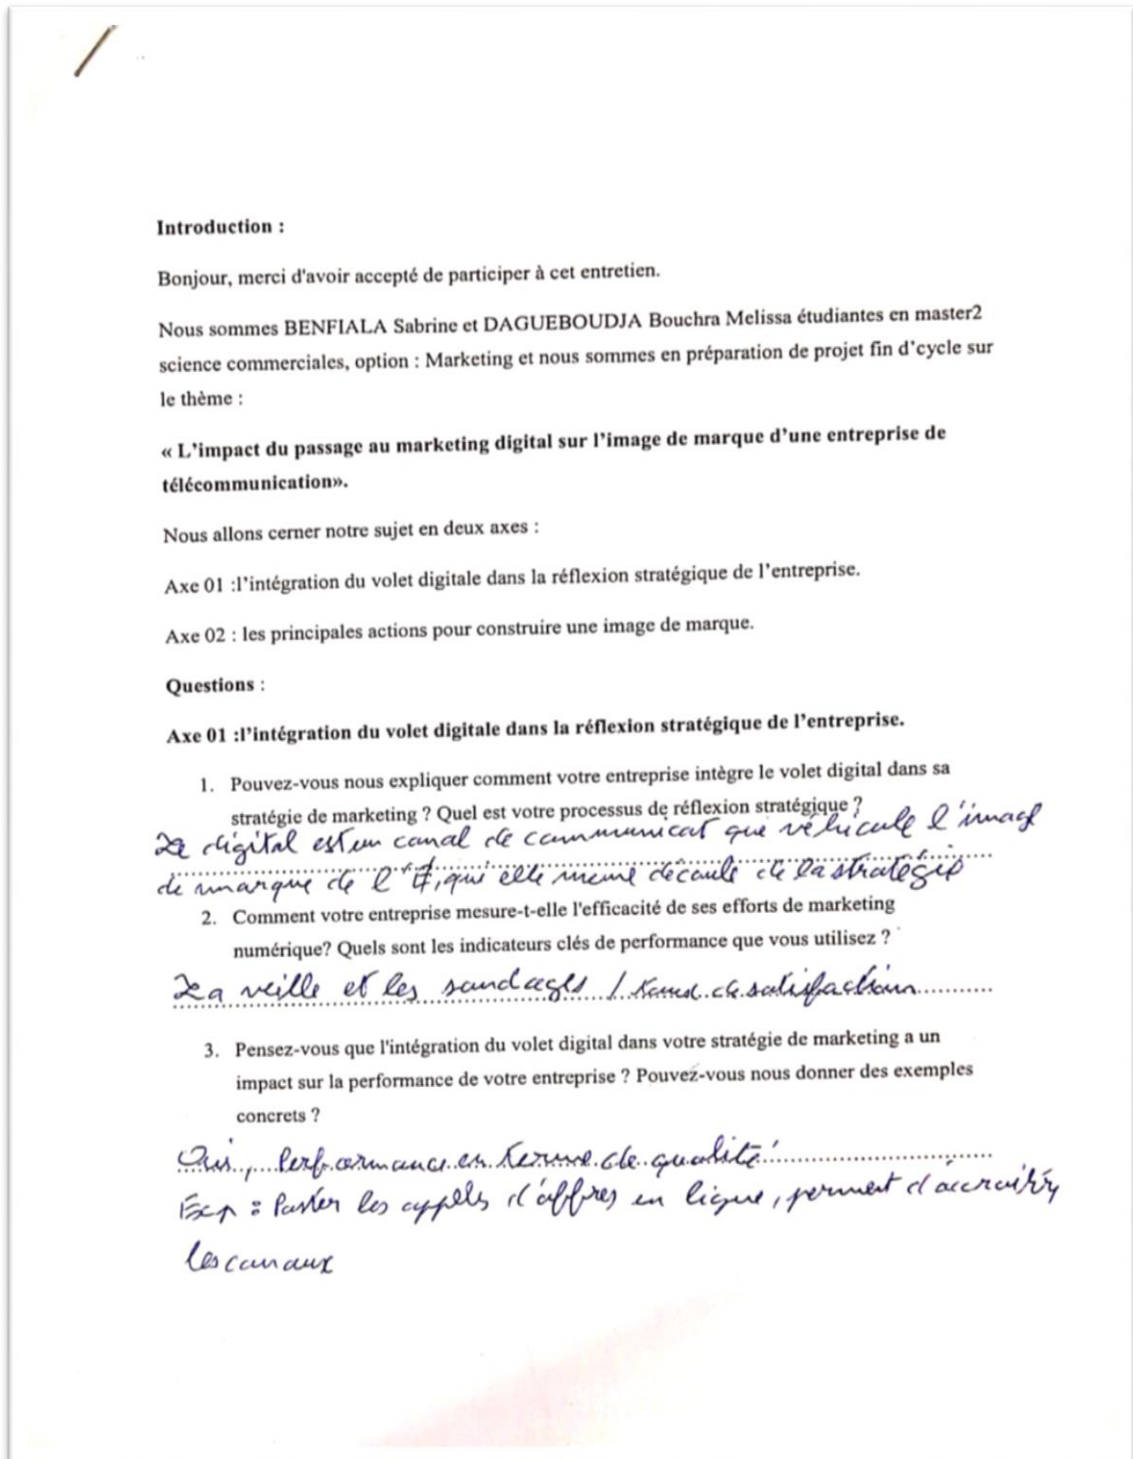 Introduction :
Bonjour, merci d'avoir accepté de participer à cet entretien.
Nous sommes BENFIALA Sabrine et DAGUEBOUDJA Bouchra Melissa étudiantes en master2
science commerciales, option : Marketing et nous sommes en préparation de projet fin d'cycle sur
le thème :
« L'impact du passage au marketing digital sur l'image de marque d'une entreprise de
télécommunication».
Nous allons cerner notre sujet en deux axes :
Axe 01 :l'intégration du volet digitale dans la réflexion stratégique de l'entreprise.
Axe 02 : les principales actions pour construire une image de marque.
Questions :
Axe 01 :l'intégration du volet digitale dans la réflexion stratégique de l'entreprise.
1. Pouvez-vous nous expliquer comment votre entreprise intègre le volet digital dans sa
stratégie de marketing ? Quel est votre processus de réflexion stratégique ?
Le digital est un canal de communicat que véhicule l'image
de marque de l', qui elle meme découle de la stratégie
2. Comment votre entreprise mesure-t-elle l'efficacité de ses efforts de marketing
numérique? Quels sont les indicateurs clés de performance que vous utilisez ?
La veille et les sondages / de satisfaction
3. Pensez-vous que l'intégration du volet digital dans votre stratégie de marketing a un
impact sur la performance de votre entreprise ? Pouvez-vous nous donner des exemples
concrets ?
Oui, Performance en terme de qualité
Exp : Poster les appels d'offres en ligne, permet d'accroitre
les canaux